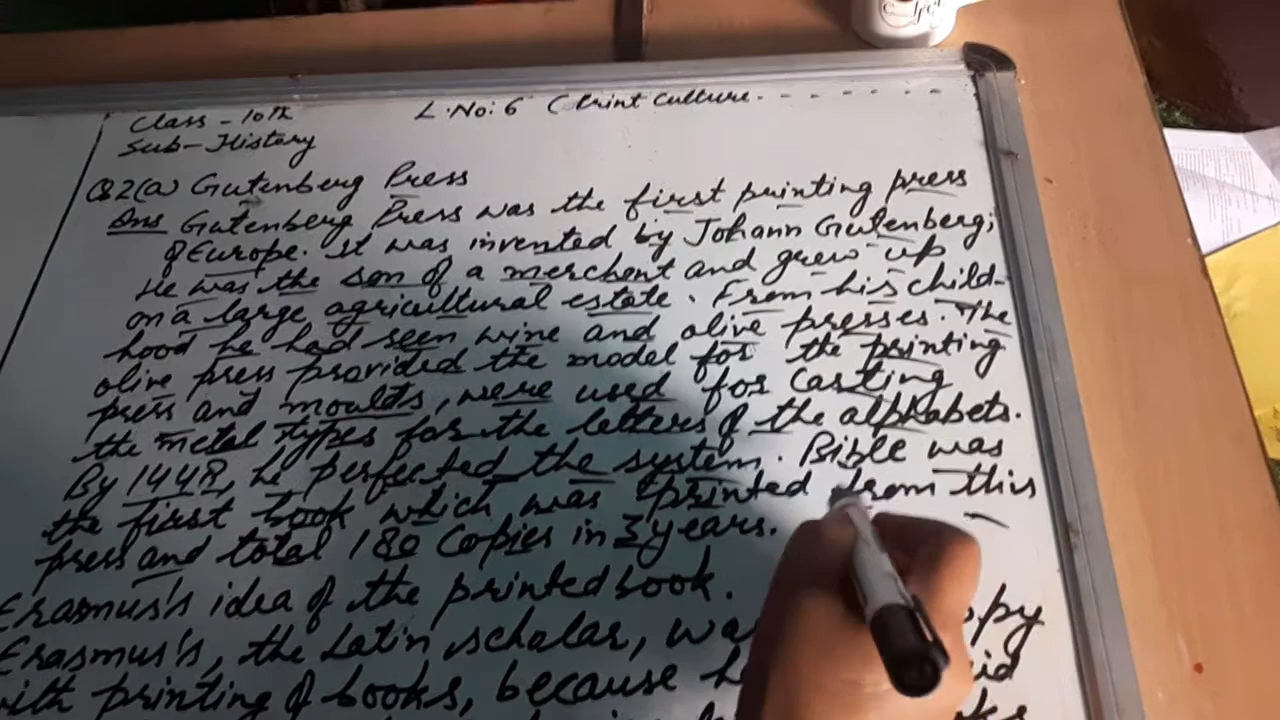 Class - 10th
L.No: 6 (Print Culture. - - - - - - -
Sub-History
Q2(a) Gutenberg Press
Ans Gutenberg Press was the first printing press
of Europe. It was invented by Johann Gutenberg;
He was the son of a merchent and grew up
on a large agricultural estate. From his child-
hood he had seen wine and olive presses. The
olive press provided the model for the printing
press and moulds, were used for casting
the metal types for the letters of the alphabets.
By 1448, he perfected the system. Bible was
the first book which was printed from this
press and total 180 Copies in 3 years.
Erasmus's idea of the printed book.
Erasmus's, the Latin scholar, was
with printing of books, because